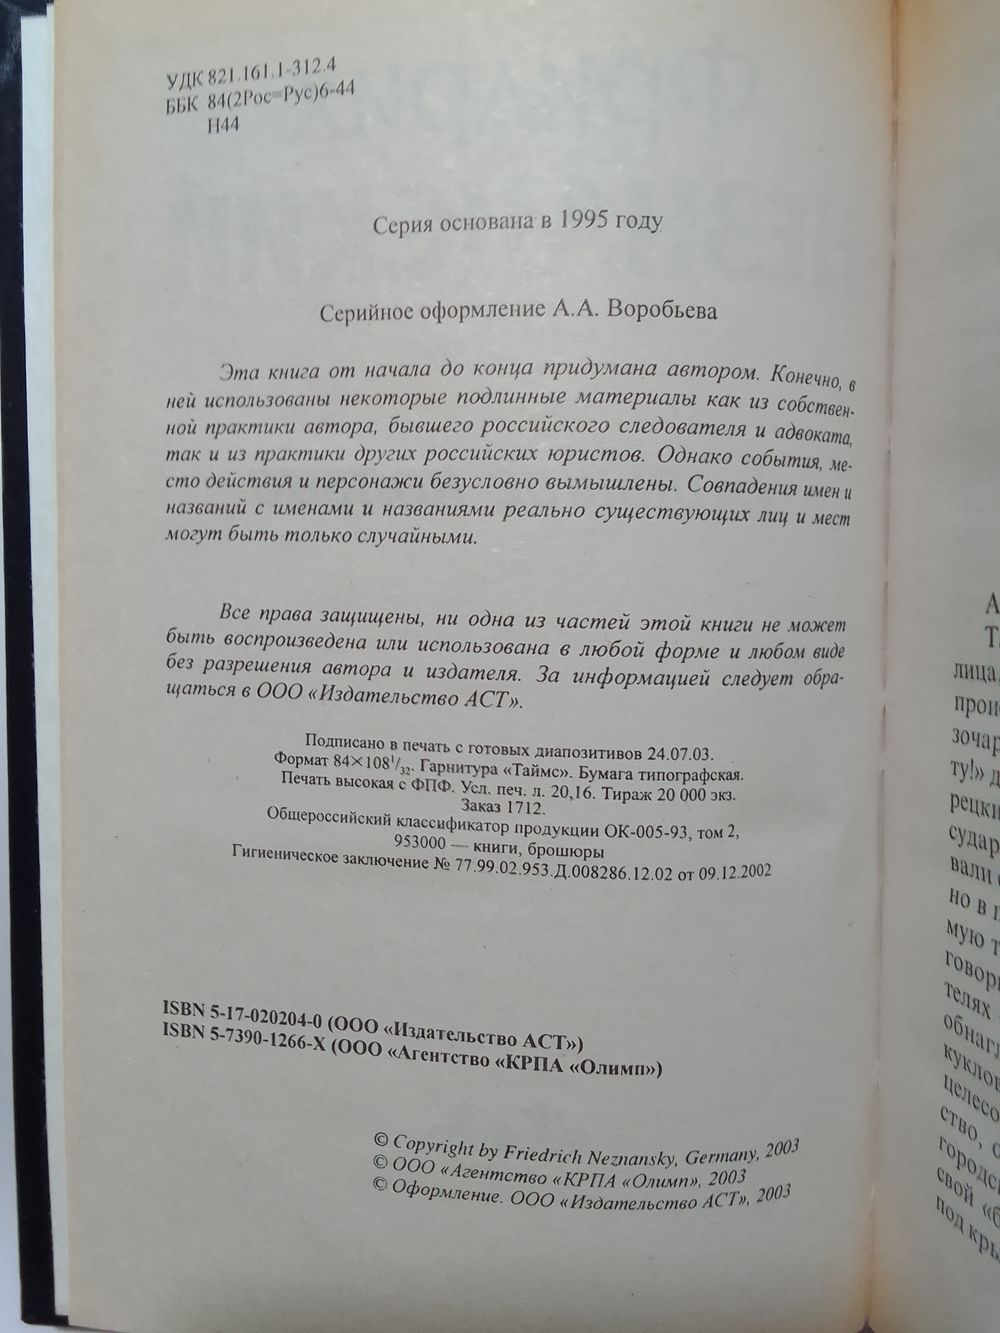 УДК 821.161.1-312.4
ББК 84(2Рос=Рус)6-44
Н44
Серия основана в 1995 году
Серийное оформление А.А. Воробьева
Эта книга от начала до конца придумана автором. Конечно, в
ней использованы некоторые подлинные материалы как из собствен-
ной практики автора, бывшего российского следователя и адвоката,
так и из практики других российских юристов. Однако события, ме-
сто действия и персонажи безусловно вымышлены. Совпадения имен и
названий с именами и названиями реально существующих лиц и мест
могут быть только случайными.
Все права защищены, ни одна из частей этой книги не может
быть воспроизведена или использована в любой форме и любом виде
без разрешения автора и издателя. За информацией следует обра-
щаться в ООО «Издательство АСТ».
Подписано в печать с готовых диапозитивов 24.07.03.
Формат 84×108¹/₃₂. Гарнитура «Таймс». Бумага типографская.
Печать высокая с ФПФ. Усл. печ. л. 20,16. Тираж 20 000 экз.
Заказ 1712.
Общероссийский классификатор продукции ОК-005-93, том 2,
953000 — книги, брошюры
Гигиеническое заключение № 77.99.02.953.Д.008286.12.02 от 09.12.2002
ISBN 5-17-020204-0 (ООО «Издательство АСТ»)
ISBN 5-7390-1266-X (ООО «Агентство «КРПА «Олимп»)
© Copyright by Friedrich Neznansky, Germany, 2003
© ООО «Агентство «КРПА «Олимп», 2003
© Оформление. ООО «Издательство АСТ», 2003
А
Т
лица,
прои
зочар
ту!» д
рецки
судар
вали
но в п
мую т
говор
телях
обнагл
куклов
целесо
ство, о
городс
свой «б
под кры